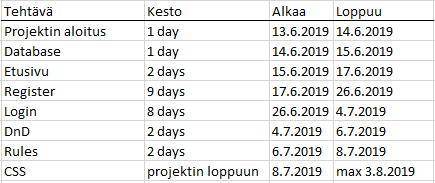 Tehtävä Kesto Alkaa Loppuu
Projektin aloitus 1 day 13.6.2019 14.6.2019
Database 1 day 14.6.2019 15.6.2019
Etusivu 2 days 15.6.2019 17.6.2019
Register 9 days 17.6.2019 26.6.2019
Login 8 days 26.6.2019 4.7.2019
DnD 2 days 4.7.2019 6.7.2019
Rules 2 days 6.7.2019 8.7.2019
CSS projektin loppuun 8.7.2019 max 3.8.2019